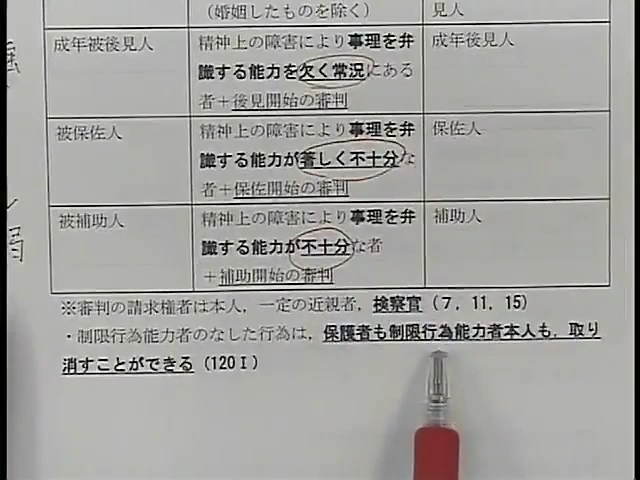 （婚姻したものを除く） 見人
成年被後見人 精神上の障害により事理を弁 成年後見人
識する能力を欠く常況にある
者＋後見開始の審判
被保佐人 精神上の障害により事理を弁 保佐人
識する能力が著しく不十分な
者＋保佐開始の審判
被補助人 精神上の障害により事理を弁 補助人
識する能力が不十分な者
＋補助開始の審判
※審判の請求権者は本人，一定の近親者，検察官（7，11，15）
・制限行為能力者のなした行為は，保護者も制限行為能力者本人も，取り
消すことができる（120Ⅰ）